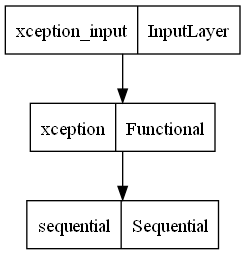 xception_input InputLayer
xception Functional
sequential Sequential